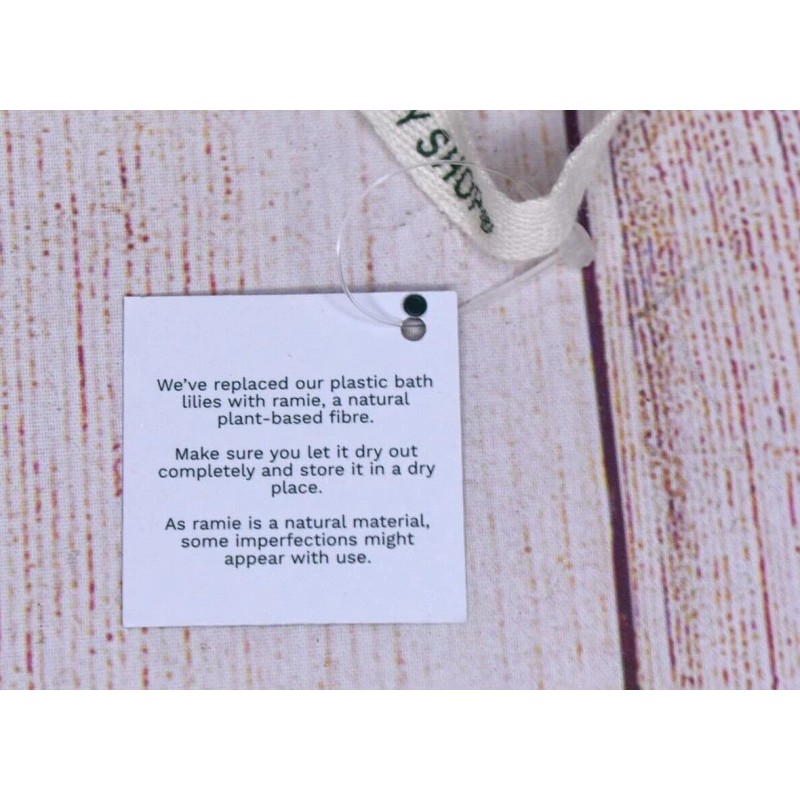 Y SHOP®
We've replaced our plastic bath
lilies with ramie, a natural
plant-based fibre.
Make sure you let it dry out
completely and store it in a dry
place.
As ramie is a natural material,
some imperfections might
appear with use.